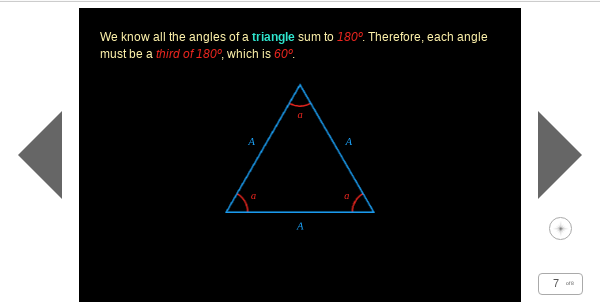 We know all the angles of a triangle sum to 180º. Therefore, each angle
must be a third of 180º, which is 60º.
a
A
A
a
a
A
7 of 8